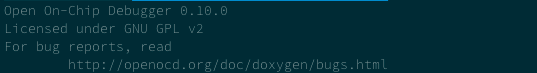 Open On-Chip Debugger 0.10.0
Licensed under GNU GPL v2
For bug reports, read
http://openocd.org/doc/doxygen/bugs.html